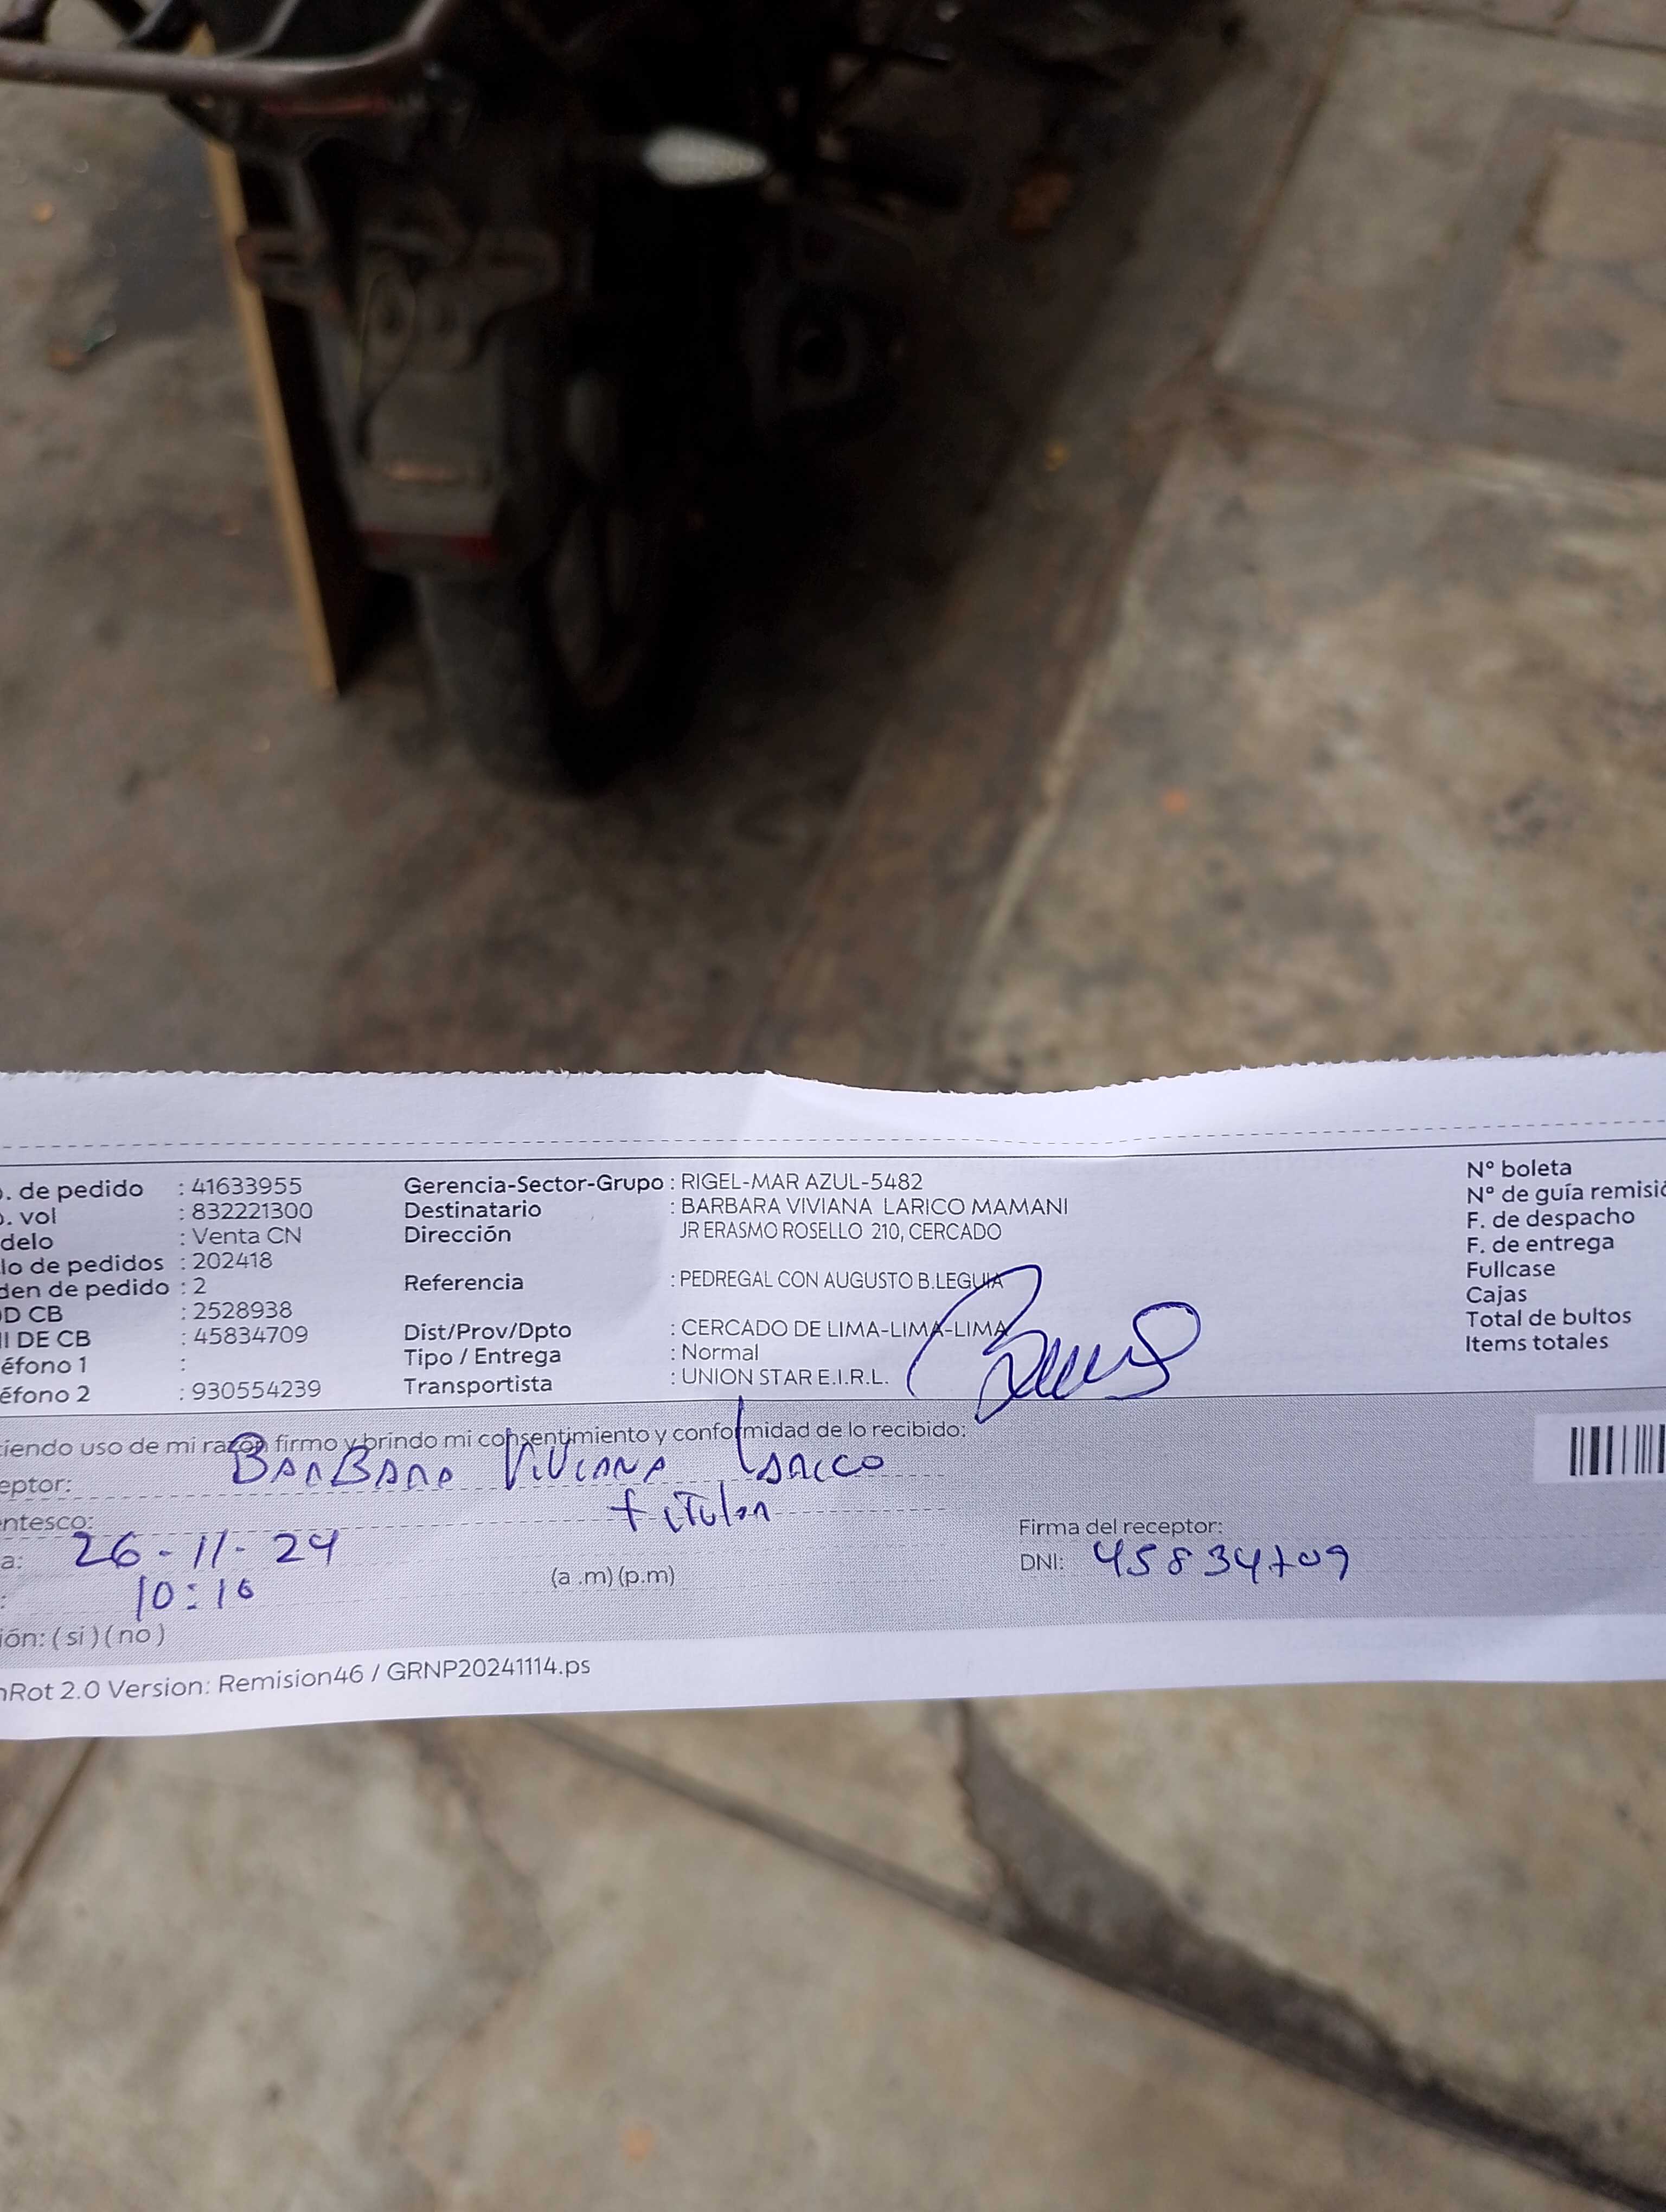 . de pedido : 41633955 Gerencia-Sector-Grupo : RIGEL-MAR AZUL-5482 N° boleta
. vol : 832221300 Destinatario : BARBARA VIVIANA LARICO MAMANI N° de guía remisió
delo : Venta CN Dirección JR ERASMO ROSELLO 210, CERCADO F. de despacho
lo de pedidos : 202418 F. de entrega
den de pedido : 2 Referencia : PEDREGAL CON AUGUSTO B.LEGUIA Fullcase
D CB : 2528938 Cajas
I DE CB : 45834709 Dist/Prov/Dpto : CERCADO DE LIMA-LIMA-LIMA Total de bultos
éfono 1 : Tipo / Entrega : Normal Items totales
éfono 2 : 930554239 Transportista : UNION STAR E.I.R.L.
iendo uso de mi razón firmo y brindo mi consentimiento y conformidad de lo recibido:
eptor: BARBARA VIVIANA Larico
entesco: titular
a: 26-11-24 Firma del receptor:
: 10:10 (a .m) (p.m) DNI: 45834709
ión: ( si ) ( no )
nRot 2.0 Version: Remision46 / GRNP20241114.ps